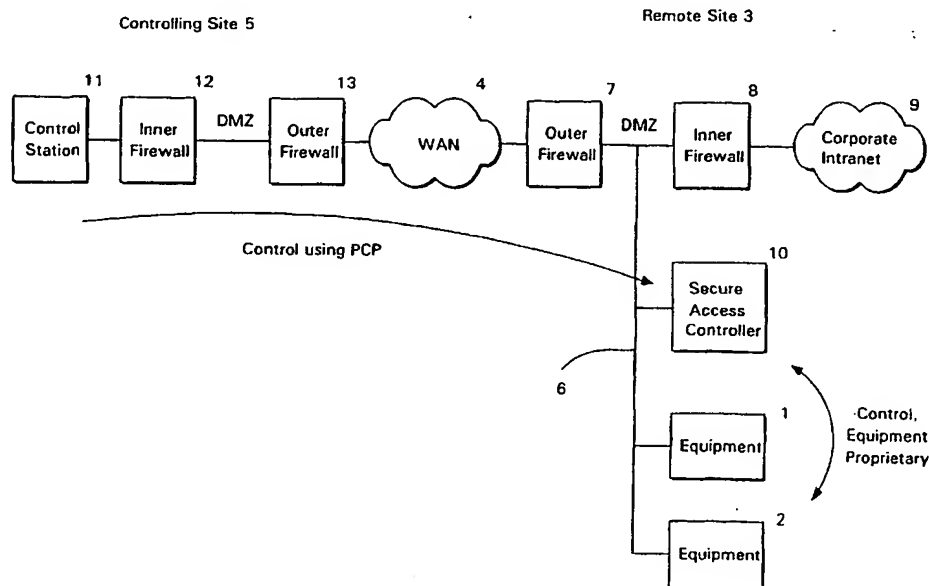 Controlling Site 5
Remote Site 3
11
12
13
4
7
8
9
Control
Station
Inner
Firewall
DMZ
Outer
Firewall
WAN
Outer
Firewall
DMZ
Inner
Firewall
Corporate
Intranet
Control using PCP
10
Secure
Access
Controller
6
1
Equipment
Control,
Equipment
Proprietary
2
Equipment